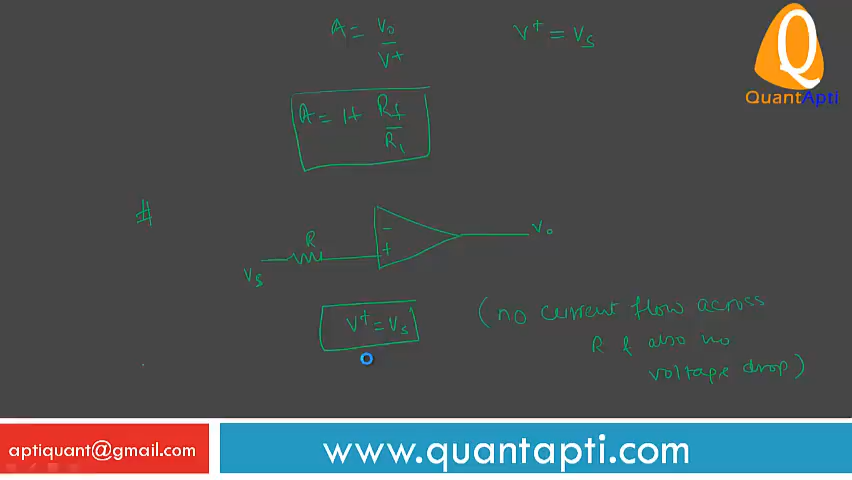 A = Vo / V+
V+ = Vs
QuantApti
A = 1 + Rf / R1
#
R
-
+
Vo
Vs
V+ = Vs
(no current flow across
R & also no
voltape drop)
aptiquant@gmail.com
www.quantapti.com